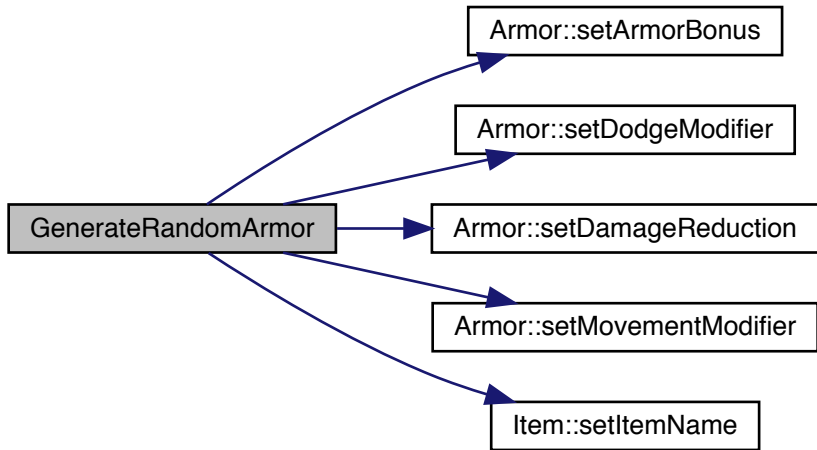 Armor::setArmorBonus
Armor::setDodgeModifier
GenerateRandomArmor
Armor::setDamageReduction
Armor::setMovementModifier
Item::setItemName